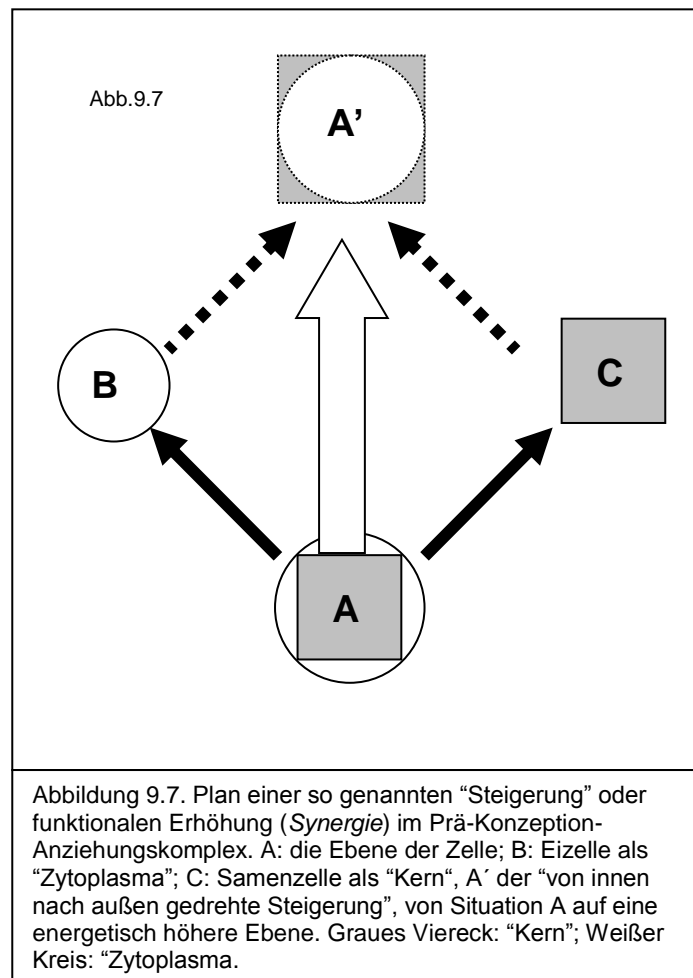 Abb.9.7
A’
B
C
A
Abbildung 9.7. Plan einer so genannten “Steigerung” oder
funktionalen Erhöhung (Synergie) im Prä-Konzeption-
Anziehungskomplex. A: die Ebene der Zelle; B: Eizelle als
“Zytoplasma”; C: Samenzelle als “Kern“, A´ der “von innen
nach außen gedrehte Steigerung”, von Situation A auf eine
energetisch höhere Ebene. Graues Viereck: “Kern”; Weißer
Kreis: “Zytoplasma.